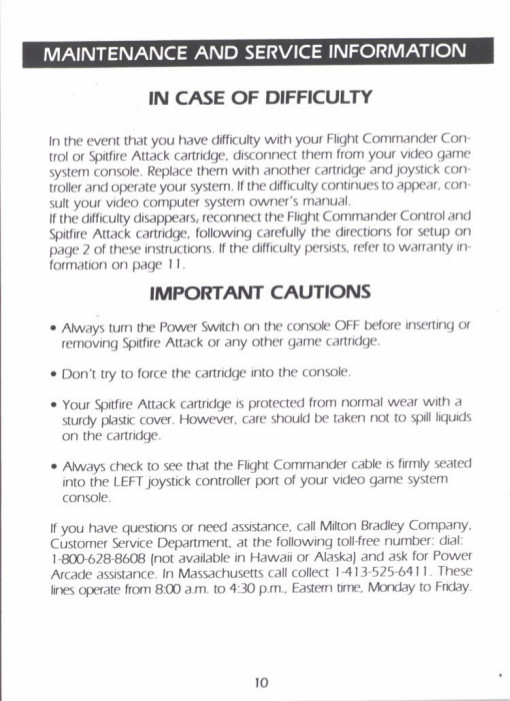 MAINTENANCE AND SERVICE INFORMATION
IN CASE OF DIFFICULTY
In the event that you have difficulty with your Flight Commander Con-
trol or Spitfire Attack cartridge, disconnect them from your video game
system console. Replace them with another cartridge and joystick con-
troller and operate your system. If the difficulty continues to appear, con-
sult your video computer system owner's manual.
If the difficulty disappears, reconnect the Flight Commander Control and
Spitfire Attack cartridge, following carefully the directions for setup on
page 2 of these instructions. If the difficulty persists, refer to warranty in-
formation on page 11.
IMPORTANT CAUTIONS
• Always turn the Power Switch on the console OFF before inserting or
removing Spitfire Attack or any other game cartridge.
• Don't try to force the cartridge into the console.
• Your Spitfire Attack cartridge is protected from normal wear with a
sturdy plastic cover. However, care should be taken not to spill liquids
on the cartridge.
• Always check to see that the Flight Commander cable is firmly seated
into the LEFT joystick controller port of your video game system
console.
If you have questions or need assistance, call Milton Bradley Company,
Customer Service Department, at the following toll-free number: dial:
1-800-628-8608 (not available in Hawaii or Alaska) and ask for Power
Arcade assistance. In Massachusetts call collect 1-413-525-6411. These
lines operate from 8:00 a.m. to 4:30 p.m., Eastern time, Monday to Friday.
10